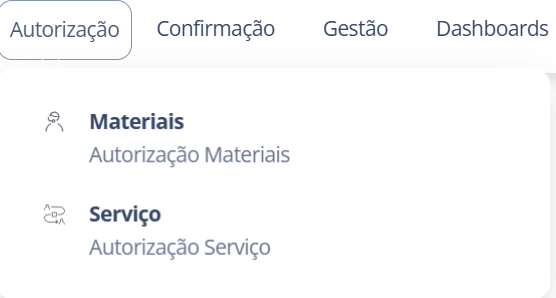 Autorização Confirmação Gestão Dashboards
Materiais
Autorização Materiais
Serviço
Autorização Serviço